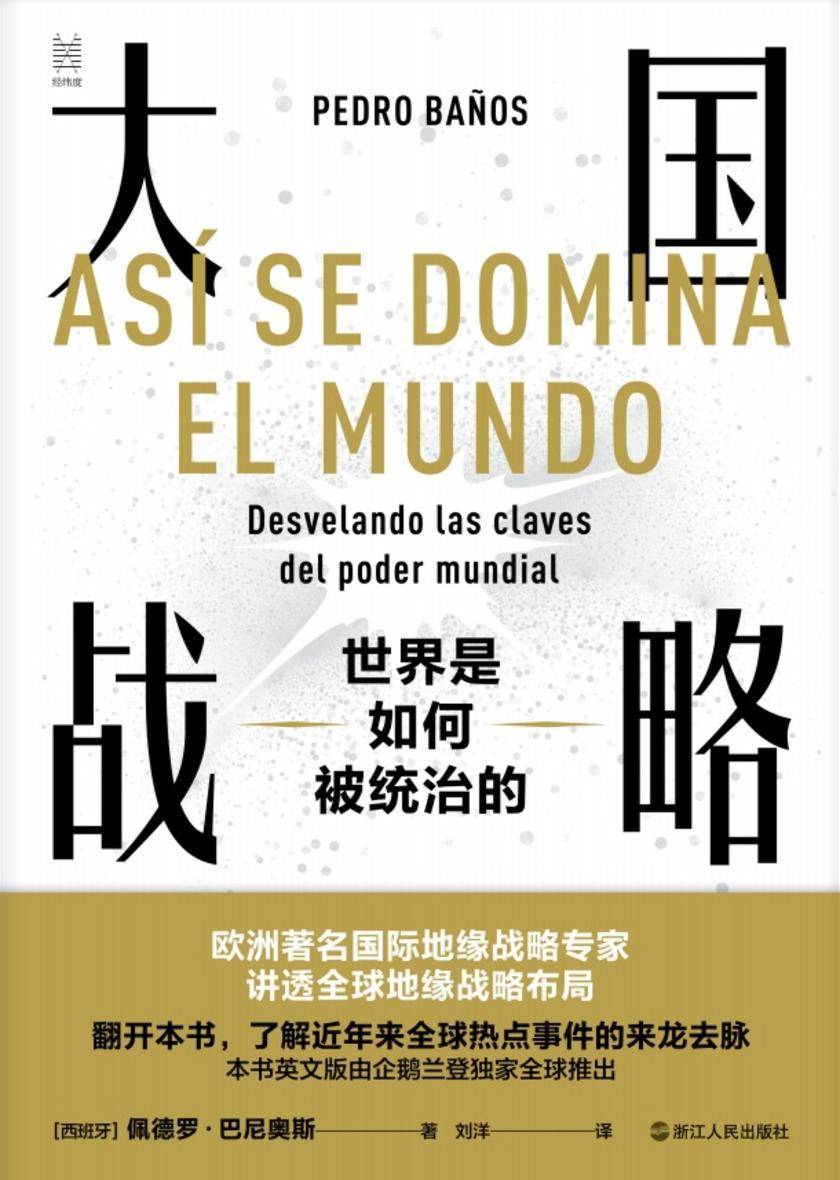 经纬度
大国
PEDRO BAÑOS
ASÍ SE DOMINA
EL MUNDO
Desvelando las claves
del poder mundial
战略
世界是
如何
被统治的
欧洲著名国际地缘战略专家
讲透全球地缘战略布局
翻开本书，了解近年来全球热点事件的来龙去脉
本书英文版由企鹅兰登独家全球推出
[西班牙] 佩德罗·巴尼奥斯——著 刘洋——译 浙江人民出版社